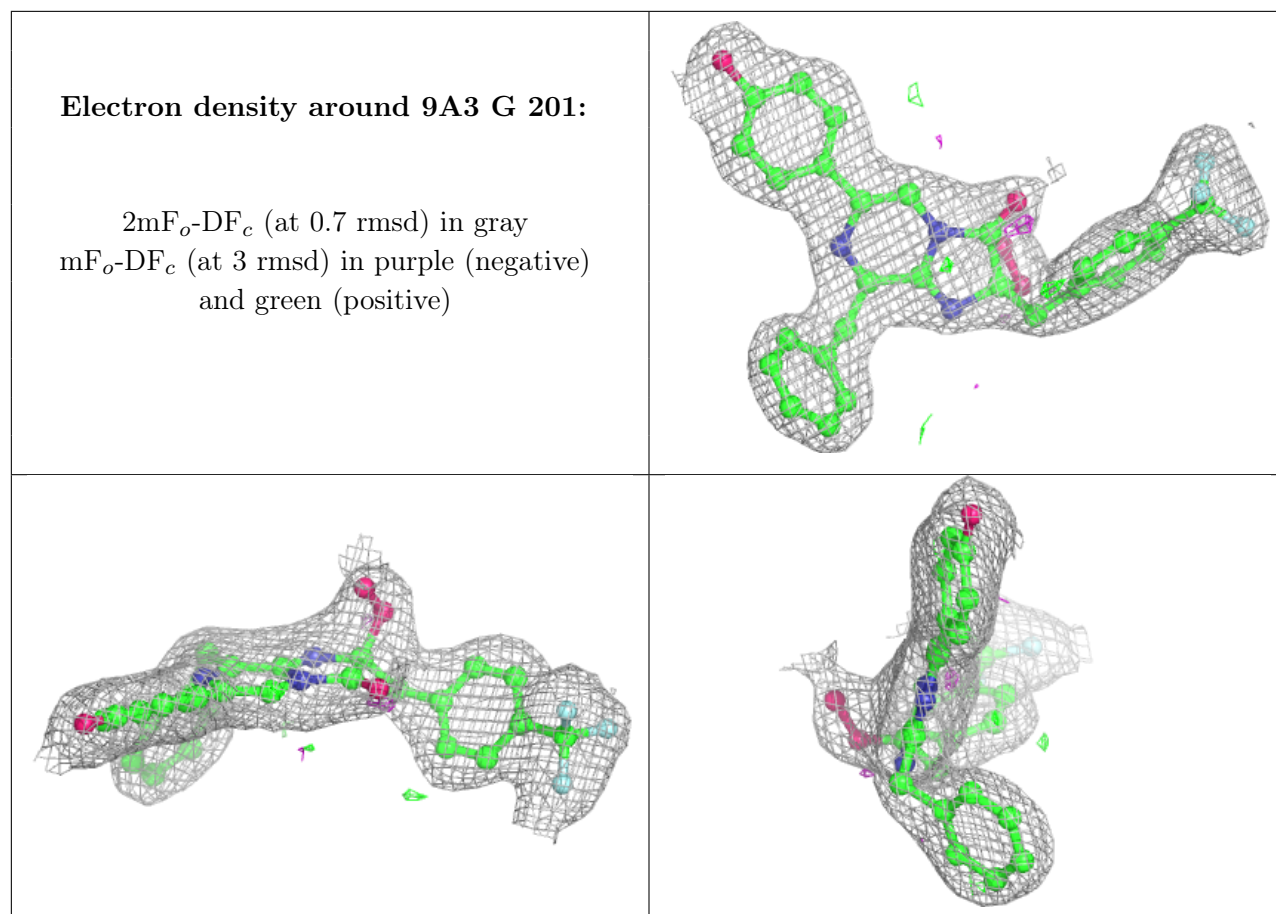 Electron density around 9A3 G 201:
2mFo-DFc (at 0.7 rmsd) in gray
mFo-DFc (at 3 rmsd) in purple (negative)
and green (positive)